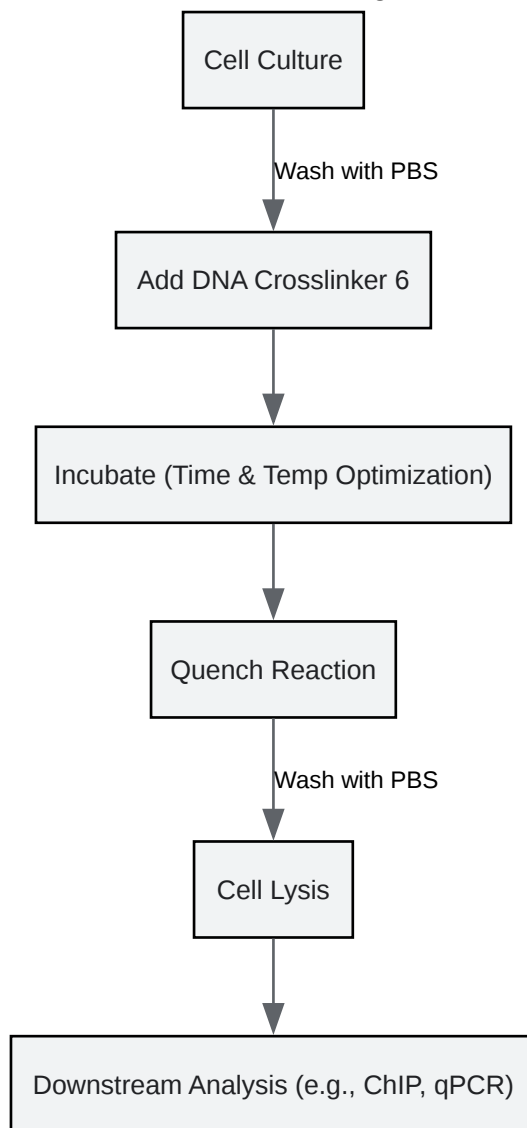 Cell Culture
Wash with PBS
Add DNA Crosslinker 6
Incubate (Time & Temp Optimization)
Quench Reaction
Wash with PBS
Cell Lysis
Downstream Analysis (e.g., ChIP, qPCR)